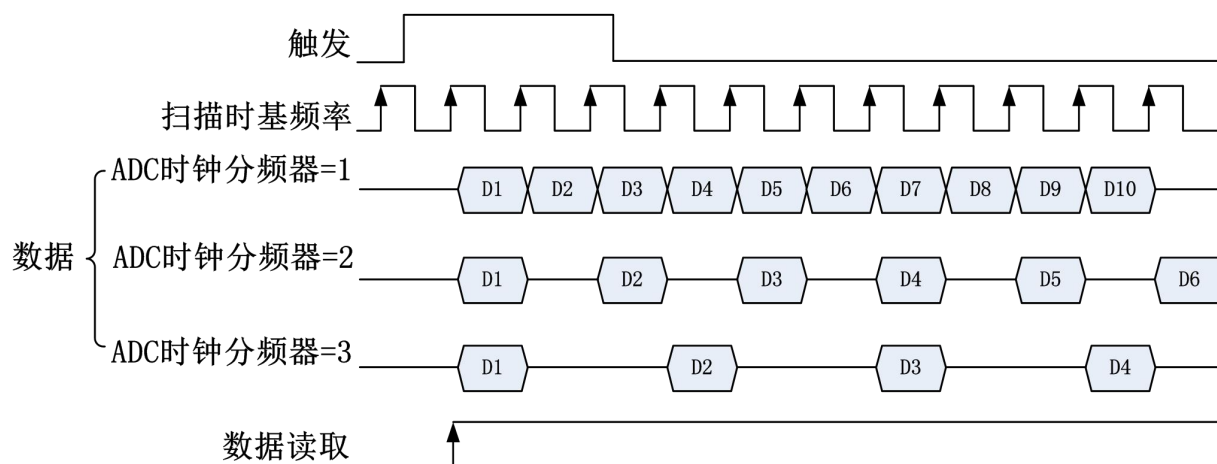 触发
扫描时基频率
ADC时钟分频器=1
D1 D2 D3 D4 D5 D6 D7 D8 D9 D10
数据
ADC时钟分频器=2
D1 D2 D3 D4 D5 D6
ADC时钟分频器=3
D1 D2 D3 D4
数据读取